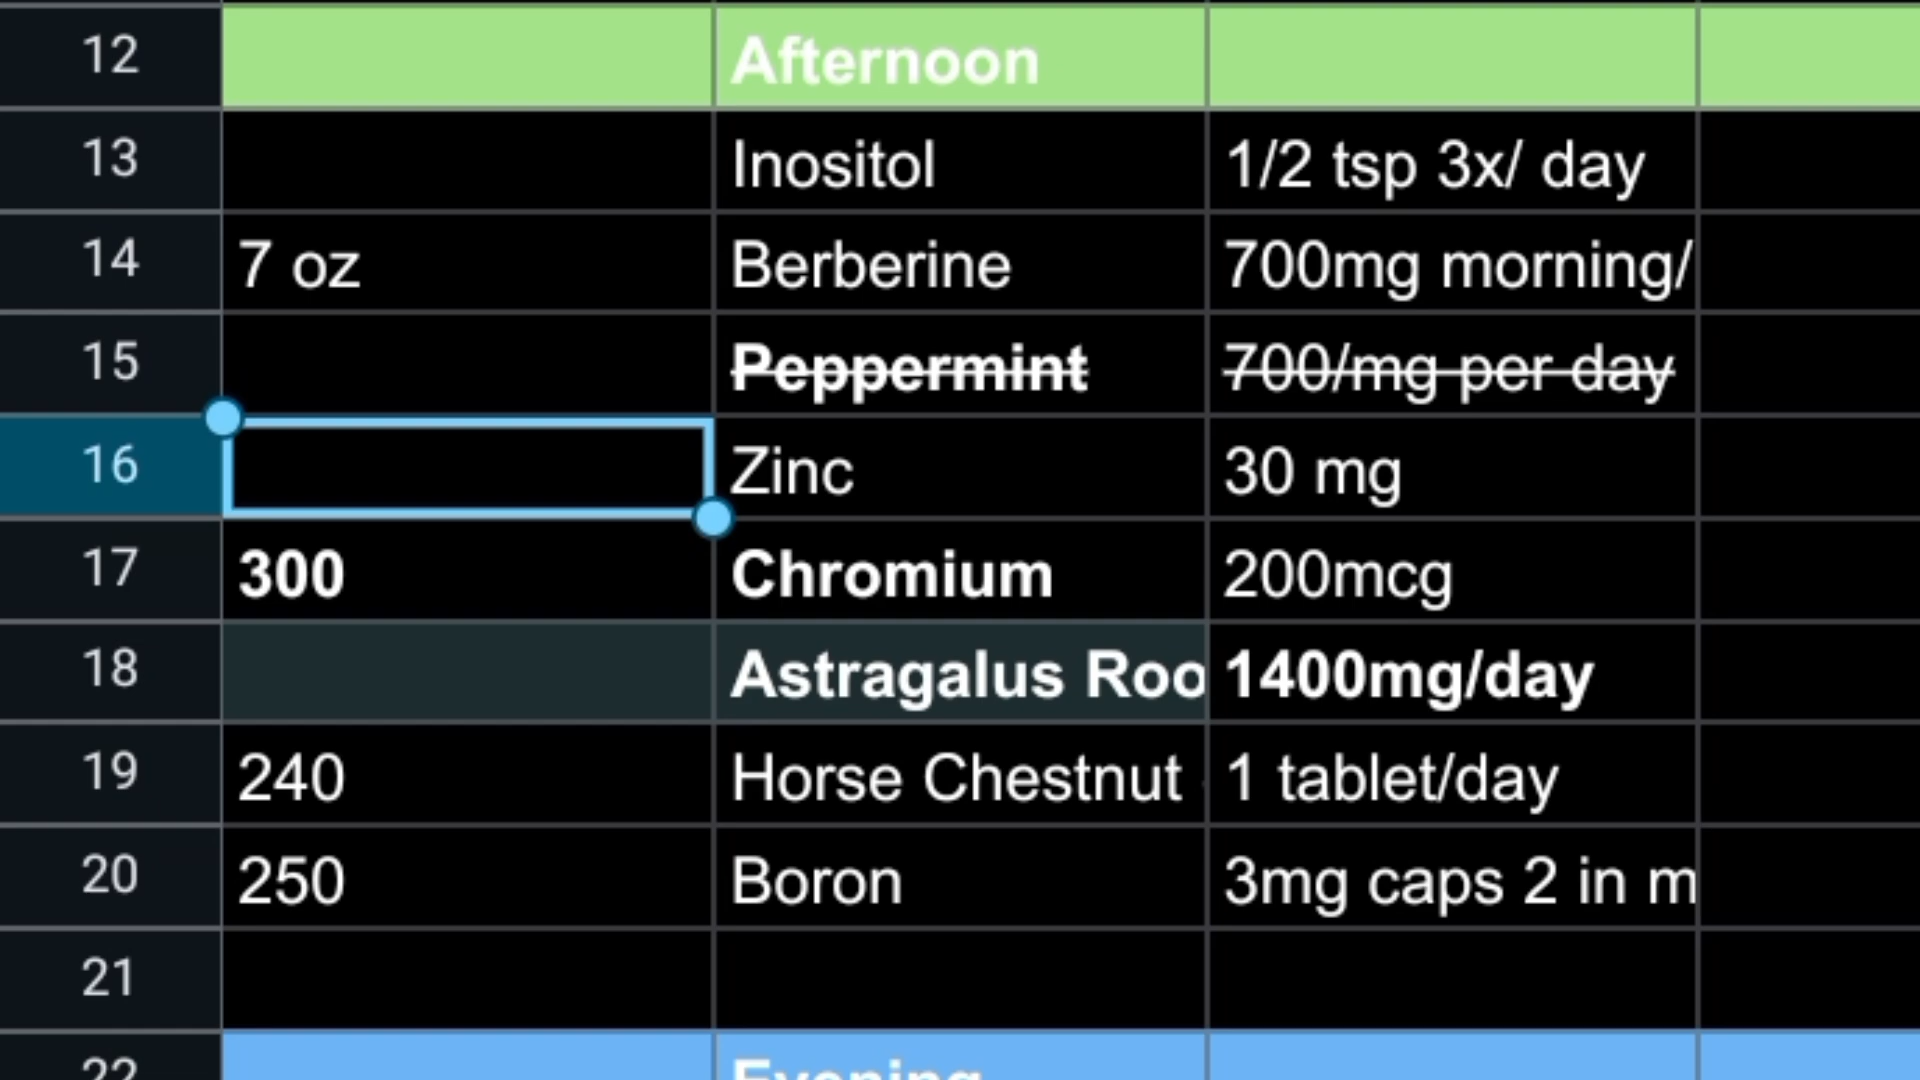 12 Afternoon
13 Inositol 1/2 tsp 3x/ day
14 7 oz Berberine 700mg morning/
15 Peppermint 700/mg per day
16 Zinc 30 mg
17 300 Chromium 200mcg
18 Astragalus Roo 1400mg/day
19 240 Horse Chestnut 1 tablet/day
20 250 Boron 3mg caps 2 in m
21
22 Evening